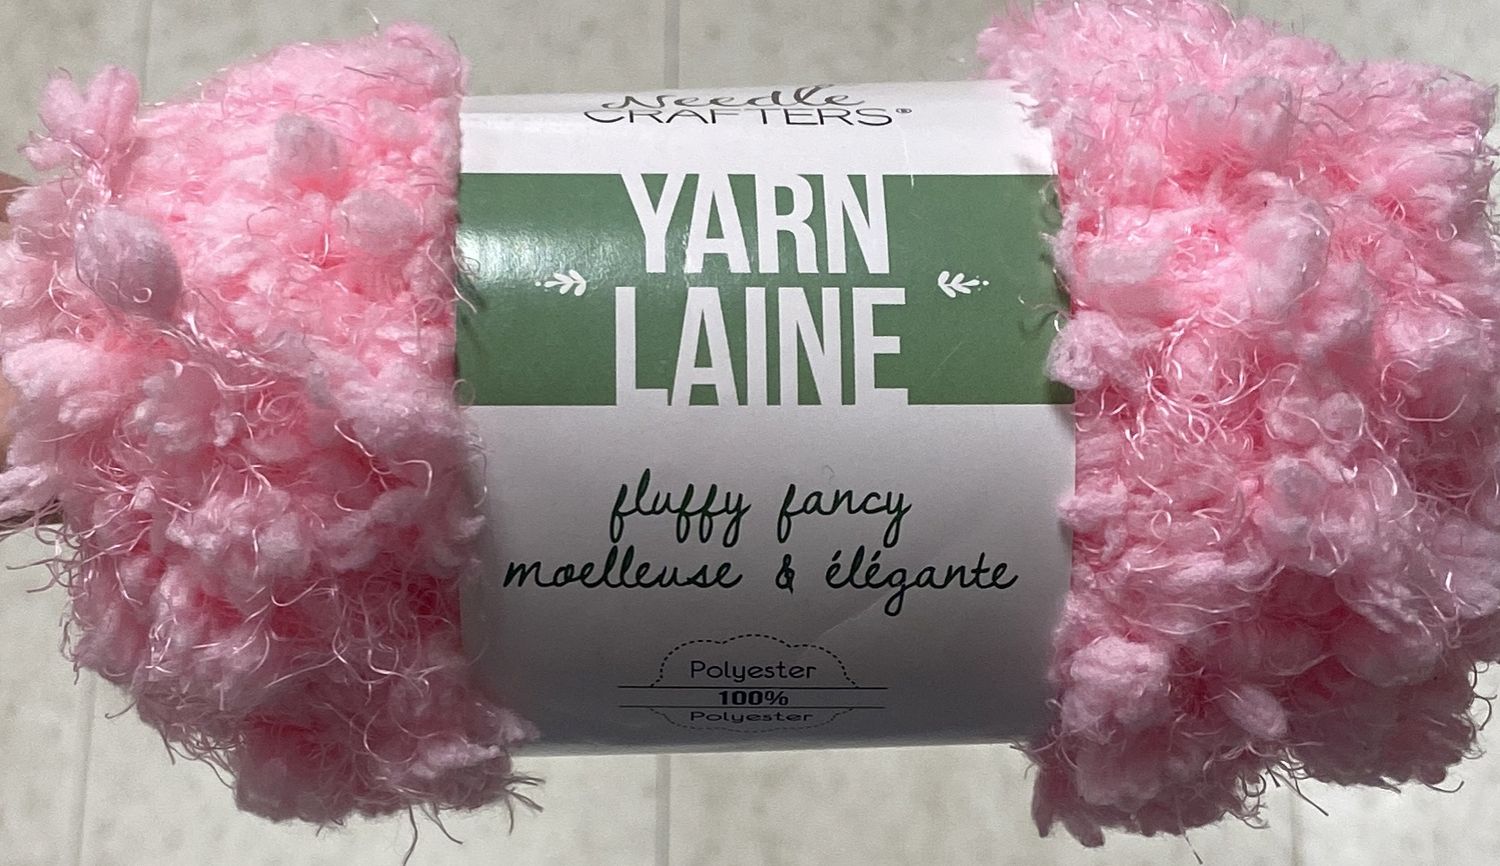 Needle
CRAFTERS®
YARN
LAINE
fluffy fancy
moelleuse & élégante
Polyester
100%
Polyester